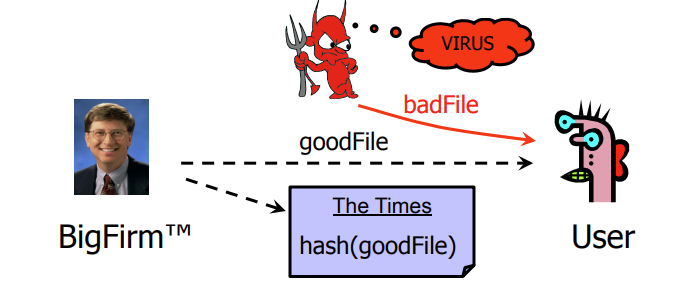 VIRUS
badFile
goodFile
The Times
hash(goodFile)
BigFirm™
User